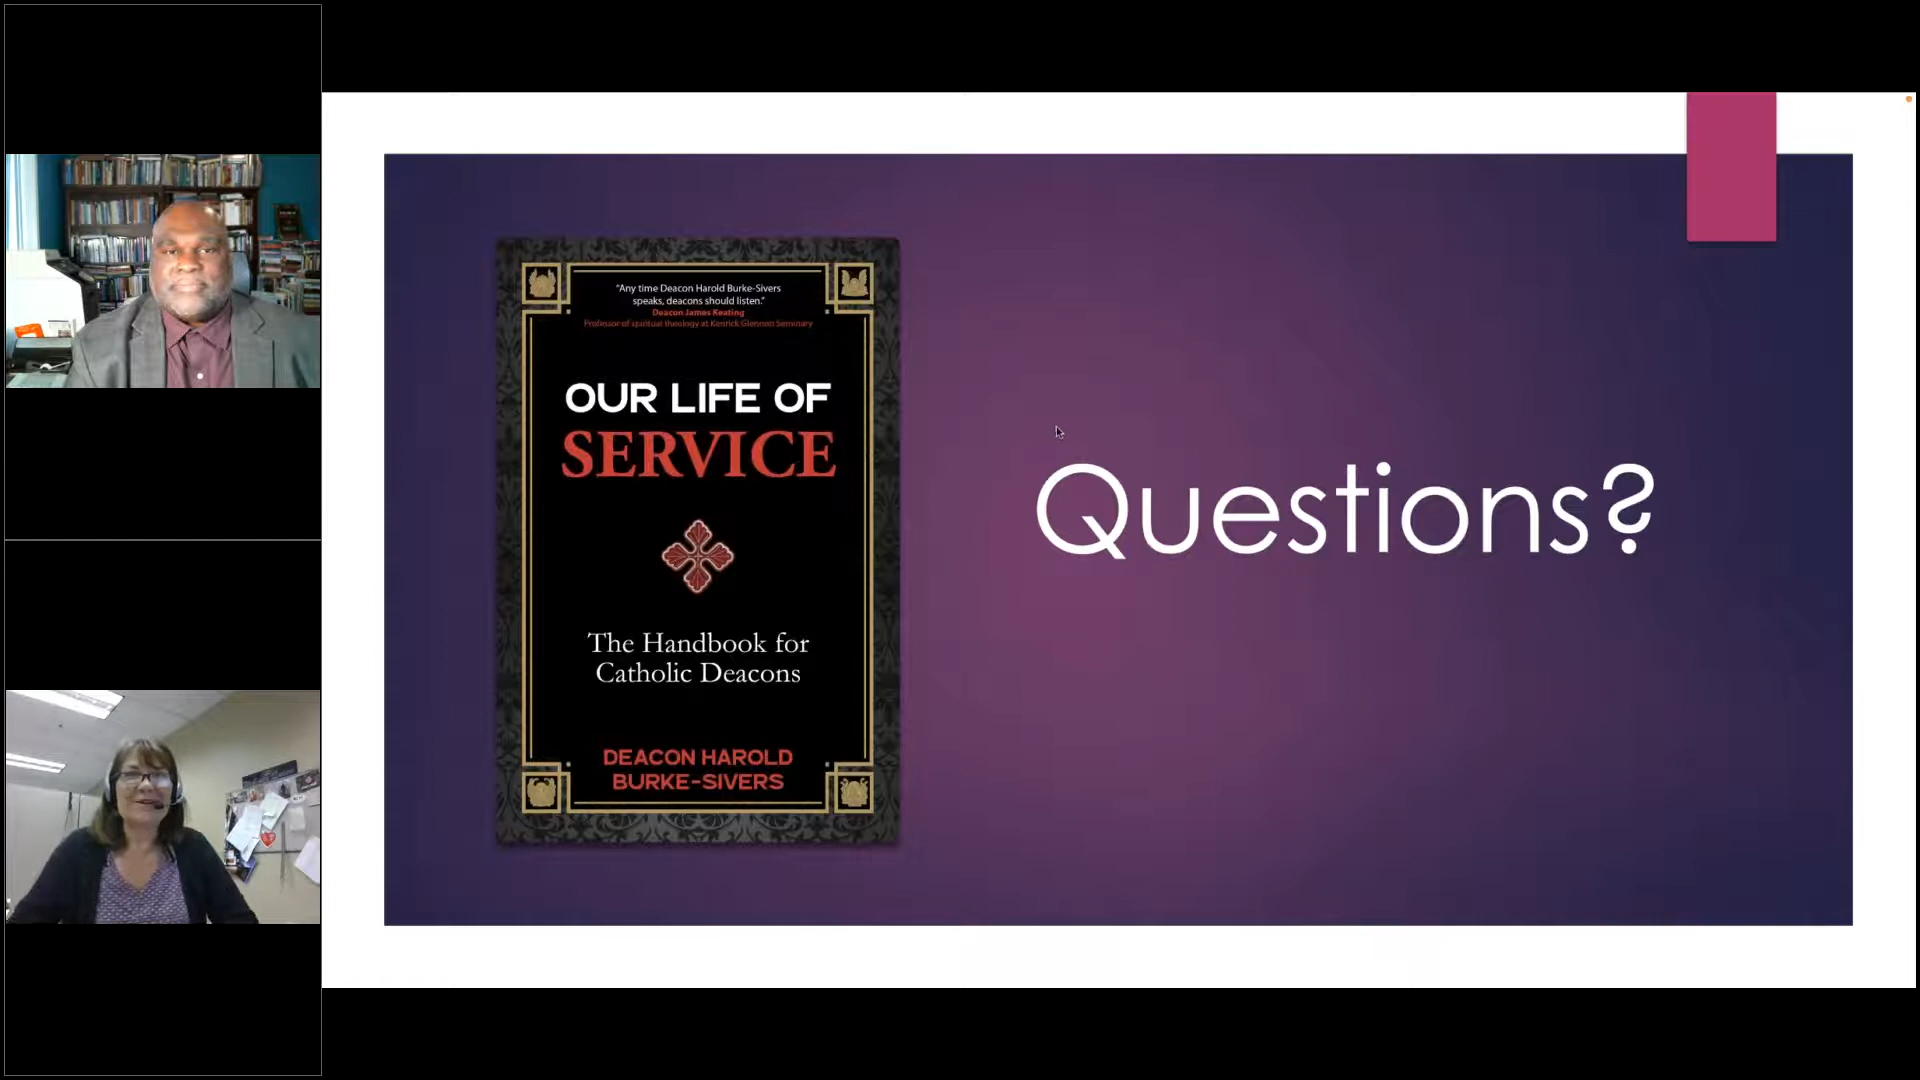 "Any time Deacon Harold Burke-Sivers
speaks, deacons should listen."
Deacon James Keating
Professor of spiritual theology at Kenrick Glennon Seminary
OUR LIFE OF
SERVICE
The Handbook for
Catholic Deacons
DEACON HAROLD
BURKE-SIVERS
Questions?